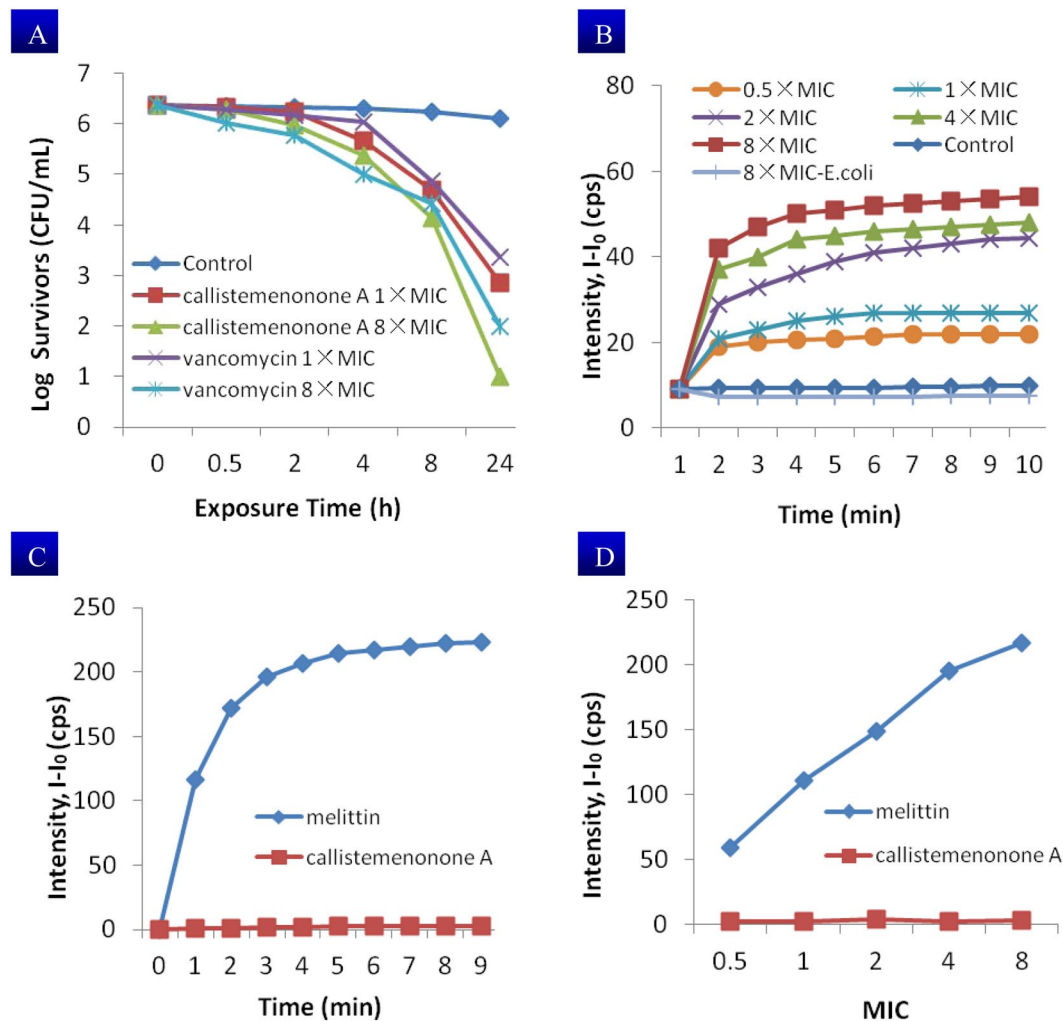 A
7
6
5
4
3
2
1
0
Log Survivors (CFU/mL)
Control
callistemenonone A 1×MIC
callistemenonone A 8×MIC
vancomycin 1×MIC
vancomycin 8×MIC
0 0.5 2 4 8 24
Exposure Time (h)
B
80
60
40
20
0
Intensity, I-I0 (cps)
0.5×MIC 1×MIC
2×MIC 4×MIC
8×MIC Control
8×MIC-E.coli
1 2 3 4 5 6 7 8 9 10
Time (min)
C
250
200
150
100
50
0
Intensity, I-I0 (cps)
melittin
callistemenonone A
0 1 2 3 4 5 6 7 8 9
Time (min)
D
250
200
150
100
50
0
Intensity, I-I0 (cps)
melittin
callistemenonone A
0.5 1 2 4 8
MIC